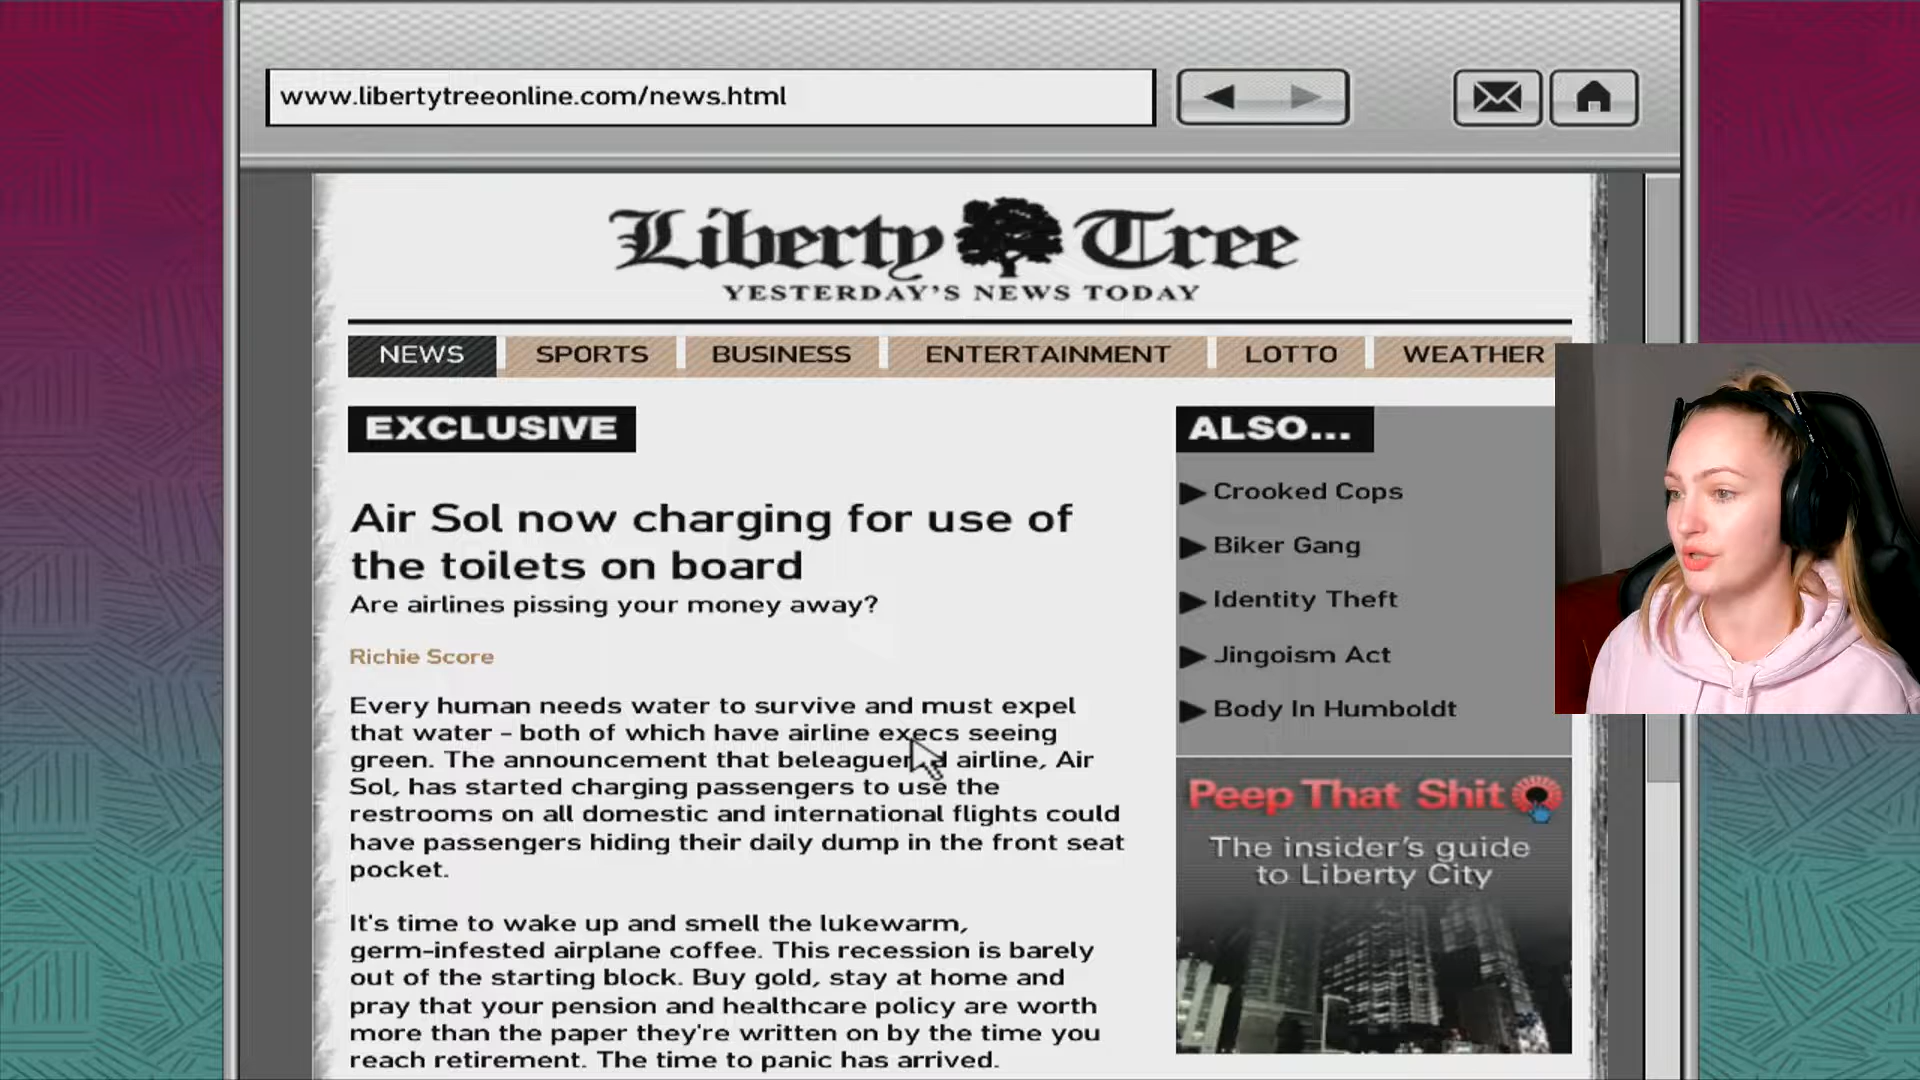 www.libertytreeonline.com/news.html
Liberty Tree
YESTERDAY'S NEWS TODAY
NEWS SPORTS BUSINESS ENTERTAINMENT LOTTO WEATHER
EXCLUSIVE
Air Sol now charging for use of
the toilets on board
Are airlines pissing your money away?
Richie Score
Every human needs water to survive and must expel
that water - both of which have airline execs seeing
green. The announcement that beleaguered airline, Air
Sol, has started charging passengers to use the
restrooms on all domestic and international flights could
have passengers hiding their daily dump in the front seat
pocket.
It's time to wake up and smell the lukewarm,
germ-infested airplane coffee. This recession is barely
out of the starting block. Buy gold, stay at home and
pray that your pension and healthcare policy are worth
more than the paper they're written on by the time you
reach retirement. The time to panic has arrived.
ALSO...
Crooked Cops
Biker Gang
Identity Theft
Jingoism Act
Body In Humboldt
Peep That Shit
The insider's guide
to Liberty City